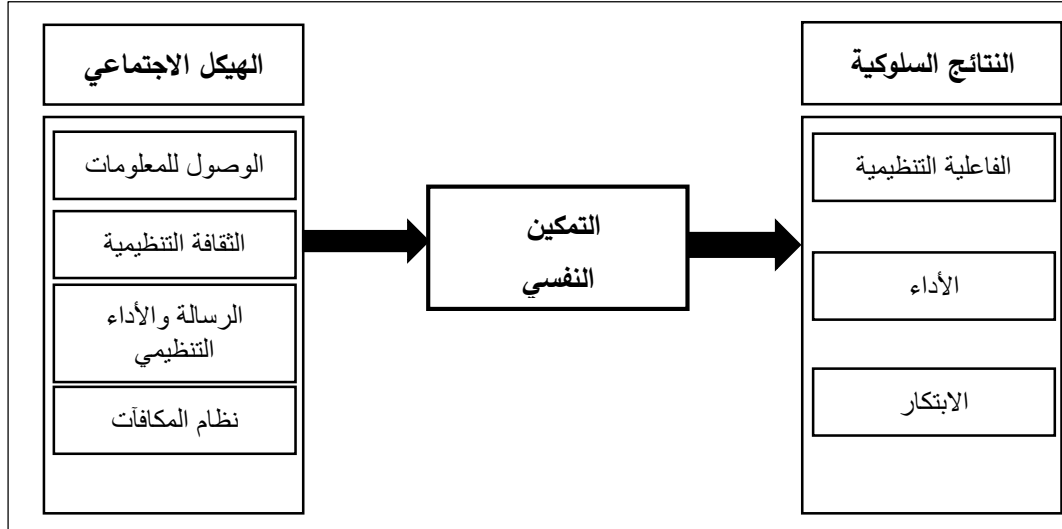 الهيكل الاجتماعي
الوصول للمعلومات
الثقافة التنظيمية
الرسالة والأداء
التنظيمي
نظام المكافآت
التمكين
النفسي
النتائج السلوكية
الفاعلية التنظيمية
الأداء
الابتكار